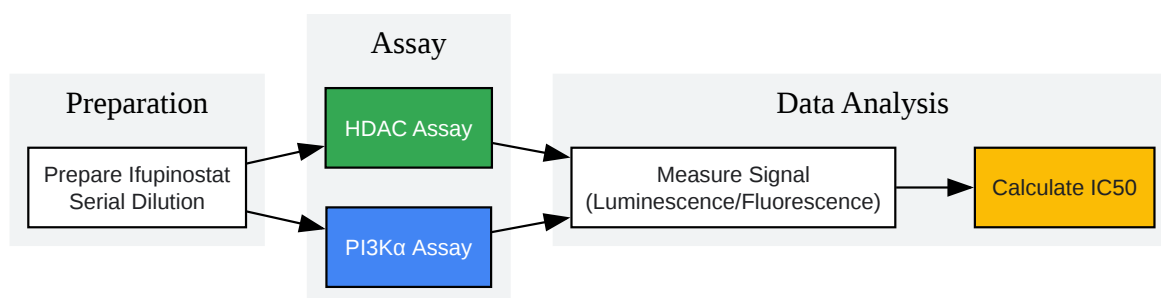 Preparation
Prepare Ifupinostat
Serial Dilution
Assay
HDAC Assay
PI3Kα Assay
Data Analysis
Measure Signal
(Luminescence/Fluorescence)
Calculate IC50